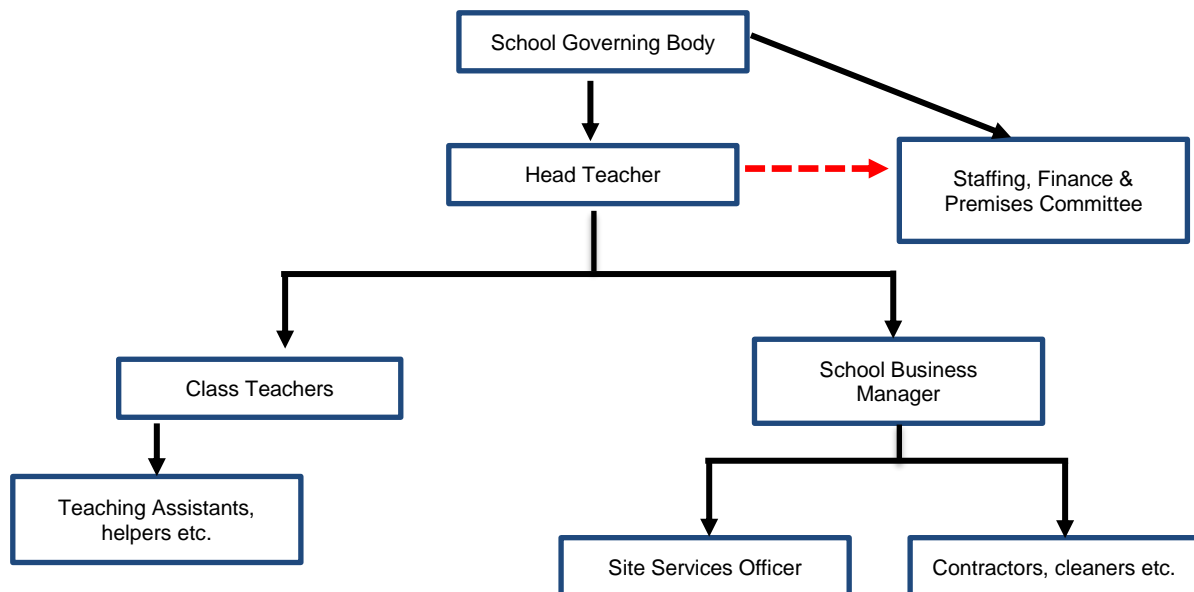 School Governing Body
Head Teacher
Staffing, Finance &
Premises Committee
Class Teachers
School Business
Manager
Teaching Assistants,
helpers etc.
Site Services Officer
Contractors, cleaners etc.